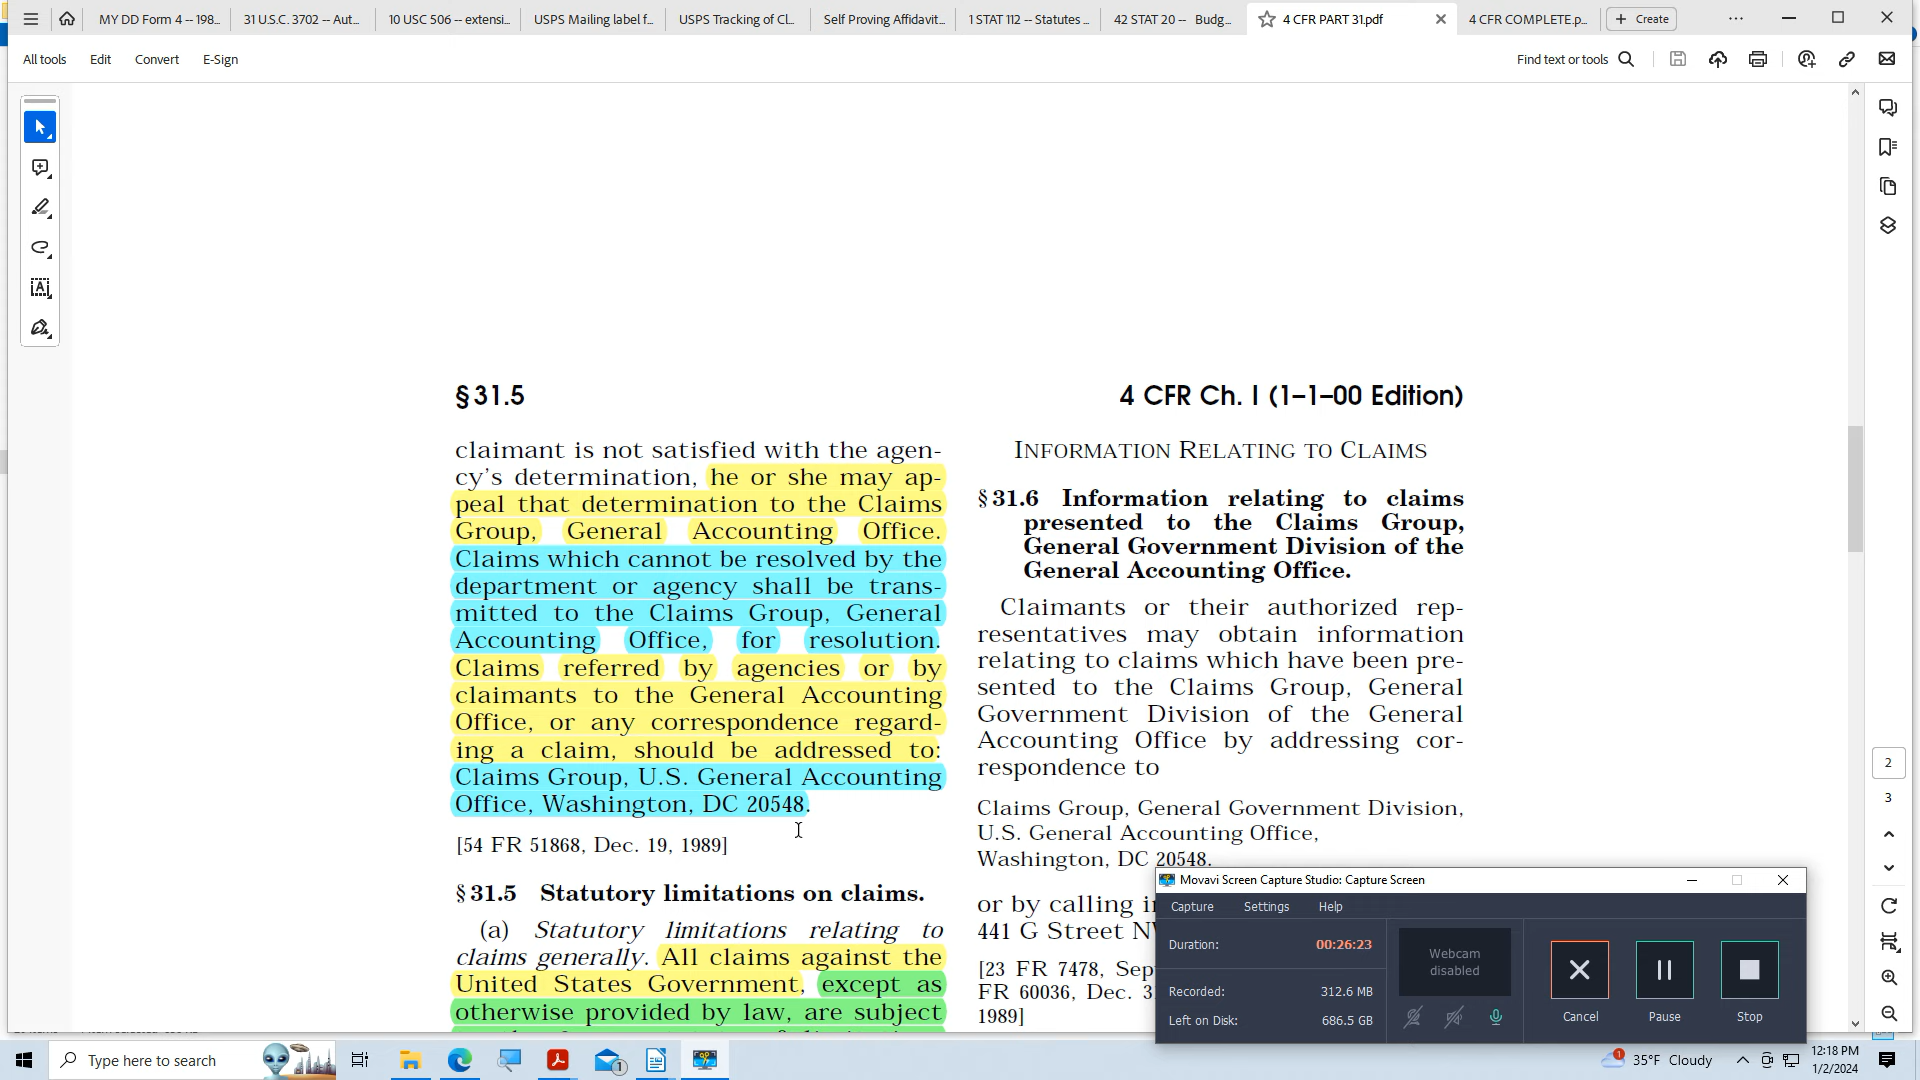 MY DD Form 4 -- 198...
31 U.S.C. 3702 -- Aut...
10 USC 506 -- extensi...
USPS Mailing label f...
USPS Tracking of Cl...
Self Proving Affidavit...
1 STAT 112 -- Statutes ...
42 STAT 20 -- Budg...
4 CFR PART 31.pdf
4 CFR COMPLETE.p...
Create
All tools
Edit
Convert
E-Sign
Find text or tools
§ 31.5
4 CFR Ch. I (1–1–00 Edition)
claimant is not satisfied with the agen-
cy's determination, he or she may ap-
peal that determination to the Claims
Group, General Accounting Office.
Claims which cannot be resolved by the
department or agency shall be trans-
mitted to the Claims Group, General
Accounting Office, for resolution.
Claims referred by agencies or by
claimants to the General Accounting
Office, or any correspondence regard-
ing a claim, should be addressed to:
Claims Group, U.S. General Accounting
Office, Washington, DC 20548.
[54 FR 51868, Dec. 19, 1989]
§ 31.5 Statutory limitations on claims.
(a) Statutory limitations relating to
claims generally. All claims against the
United States Government, except as
otherwise provided by law, are subject
INFORMATION RELATING TO CLAIMS
§ 31.6 Information relating to claims
presented to the Claims Group,
General Government Division of the
General Accounting Office.
Claimants or their authorized rep-
resentatives may obtain information
relating to claims which have been pre-
sented to the Claims Group, General
Government Division of the General
Accounting Office by addressing cor-
respondence to
Claims Group, General Government Division,
U.S. General Accounting Office,
Washington, DC 20548.
or by calling
441 G Street
[23 FR 7478,
FR 60036, Dec.
1989]
2
3
Movavi Screen Capture Studio: Capture Screen
Capture
Settings
Help
Duration:
00:26:23
Recorded:
312.6 MB
Left on Disk:
686.5 GB
Webcam
disabled
Cancel
Pause
Stop
Type here to search
1
1
35°F Cloudy
12:18 PM
1/2/2024